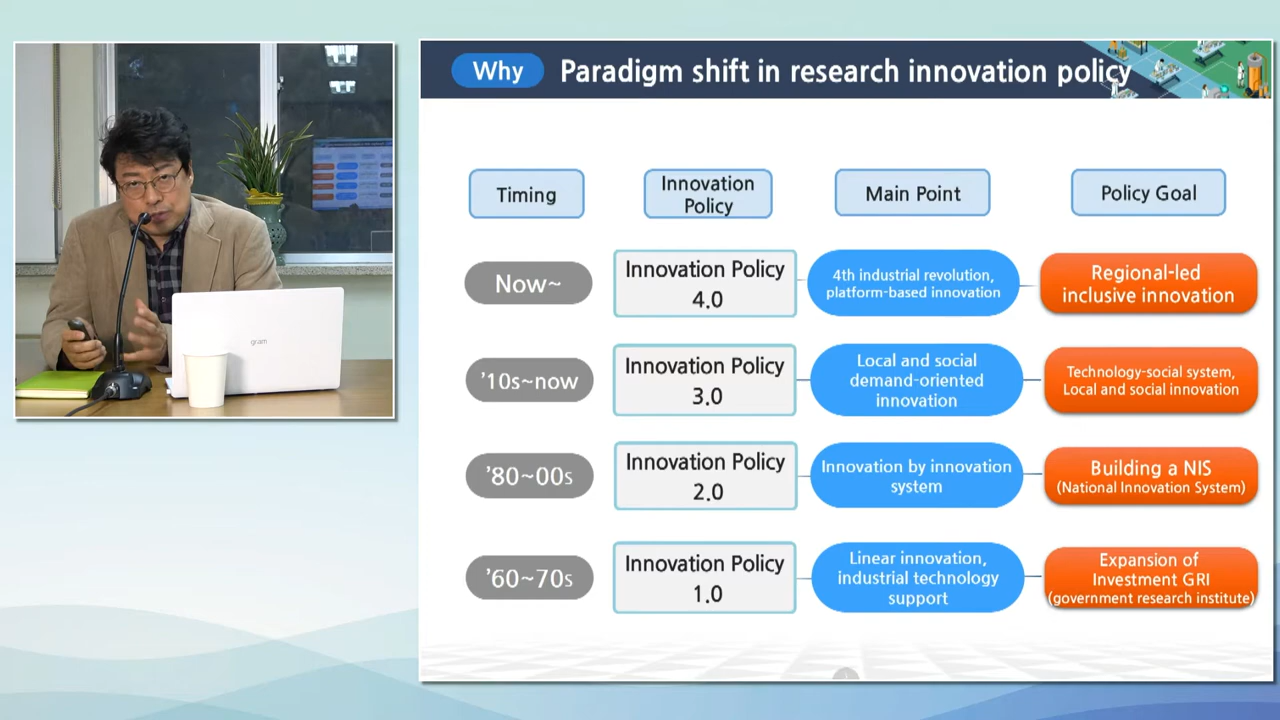 Why
Paradigm shift in research innovation policy
Timing
Innovation
Policy
Main Point
Policy Goal
Now~
Innovation Policy
4.0
4th industrial revolution,
platform-based innovation
Regional-led
inclusive innovation
’10s~now
Innovation Policy
3.0
Local and social
demand-oriented
innovation
Technology-social system,
Local and social innovation
’80~00s
Innovation Policy
2.0
Innovation by innovation
system
Building a NIS
(National Innovation System)
’60~70s
Innovation Policy
1.0
Linear innovation,
industrial technology
support
Expansion of
Investment GRI
(government research institute)
gram